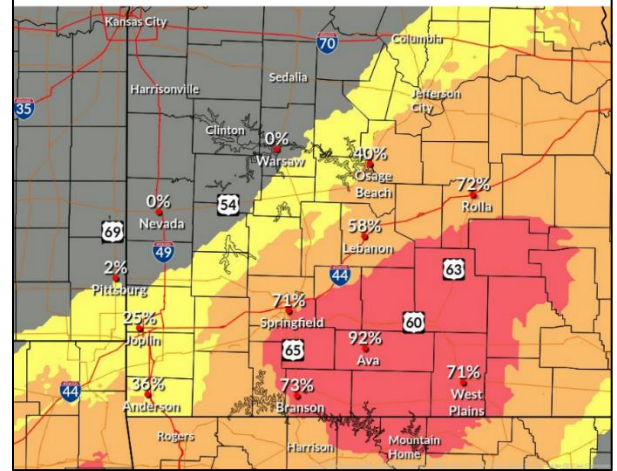 Kansas City
70
Columbia
Sedalia
Harrisonville
35
Jefferson
City
Clinton
0%
Warsaw
40%
Osage
Beach
72%
Rolla
0%
Nevada
54
69
58%
Lebanon
49
63
2%
Pittsburg
44
71%
Springfield
60
25%
Joplin
65
92%
Ava
71%
West
Plains
44
36%
Anderson
73%
Branson
Rogers
Harrison
Mountain
Home